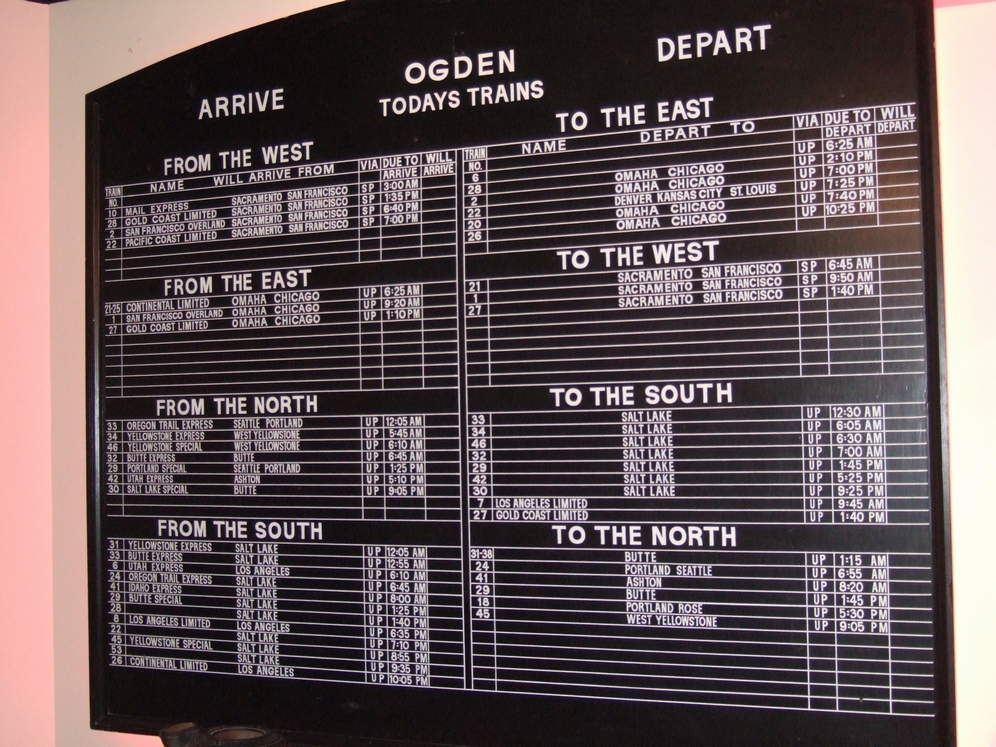 OGDEN
TODAYS TRAINS
ARRIVE
FROM THE WEST
TRAIN NO. NAME WILL ARRIVE FROM VIA DUE TO ARRIVE WILL ARRIVE
10 MAIL EXPRESS SACRAMENTO SAN FRANCISCO SP 3:00 AM
28 GOLD COAST LIMITED SACRAMENTO SAN FRANCISCO SP 1:35 PM
2 SAN FRANCISCO OVERLAND SACRAMENTO SAN FRANCISCO SP 6:40 PM
22 PACIFIC COAST LIMITED SACRAMENTO SAN FRANCISCO SP 7:00 PM
FROM THE EAST
21-25 CONTINENTAL LIMITED OMAHA CHICAGO UP 6:25 AM
1 SAN FRANCISCO OVERLAND OMAHA CHICAGO UP 9:20 AM
27 GOLD COAST LIMITED OMAHA CHICAGO UP 1:10 PM
FROM THE NORTH
33 OREGON TRAIL EXPRESS SEATTLE PORTLAND UP 12:05 AM
34 YELLOWSTONE EXPRESS WEST YELLOWSTONE UP 5:45 AM
46 YELLOWSTONE SPECIAL WEST YELLOWSTONE UP 6:10 AM
32 BUTTE EXPRESS BUTTE UP 6:45 AM
29 PORTLAND SPECIAL SEATTLE PORTLAND UP 1:25 PM
42 UTAH EXPRESS ASHTON UP 5:10 PM
30 SALT LAKE SPECIAL BUTTE UP 9:05 PM
FROM THE SOUTH
31 YELLOWSTONE EXPRESS SALT LAKE UP 12:05 AM
33 BUTTE EXPRESS SALT LAKE UP 12:55 AM
6 UTAH EXPRESS LOS ANGELES UP 6:10 AM
24 OREGON TRAIL EXPRESS SALT LAKE UP 6:45 AM
41 IDAHO EXPRESS SALT LAKE UP 8:00 AM
29 BUTTE SPECIAL SALT LAKE UP 1:25 PM
28 SALT LAKE UP 1:40 PM
6 LOS ANGELES LIMITED LOS ANGELES UP 6:35 PM
22 SALT LAKE UP 7:10 PM
45 YELLOWSTONE SPECIAL SALT LAKE UP 8:55 PM
53 SALT LAKE UP 9:35 PM
26 CONTINENTAL LIMITED LOS ANGELES UP 10:05 PM
DEPART
TO THE EAST
TRAIN NO. NAME DEPART TO VIA DUE TO DEPART WILL DEPART
6 UP 6:25 AM
28 OMAHA CHICAGO UP 2:10 PM
2 OMAHA CHICAGO UP 7:00 PM
22 DENVER KANSAS CITY ST. LOUIS UP 7:25 PM
20 OMAHA CHICAGO UP 7:40 PM
26 OMAHA CHICAGO UP 10:25 PM
TO THE WEST
21 SACRAMENTO SAN FRANCISCO SP 6:45 AM
1 SACRAMENTO SAN FRANCISCO SP 9:50 AM
27 SACRAMENTO SAN FRANCISCO SP 1:40 PM
TO THE SOUTH
33 SALT LAKE UP 12:30 AM
34 SALT LAKE UP 6:05 AM
46 SALT LAKE UP 6:30 AM
32 SALT LAKE UP 7:00 AM
29 SALT LAKE UP 1:45 PM
42 SALT LAKE UP 5:25 PM
30 SALT LAKE UP 9:25 PM
7 LOS ANGELES LIMITED UP 9:45 AM
27 GOLD COAST LIMITED UP 1:40 PM
TO THE NORTH
31-38 BUTTE UP 1:15 AM
24 PORTLAND SEATTLE UP 6:55 AM
41 ASHTON UP 8:20 AM
29 BUTTE UP 1:45 PM
18 PORTLAND ROSE UP 5:30 PM
45 WEST YELLOWSTONE UP 9:05 PM